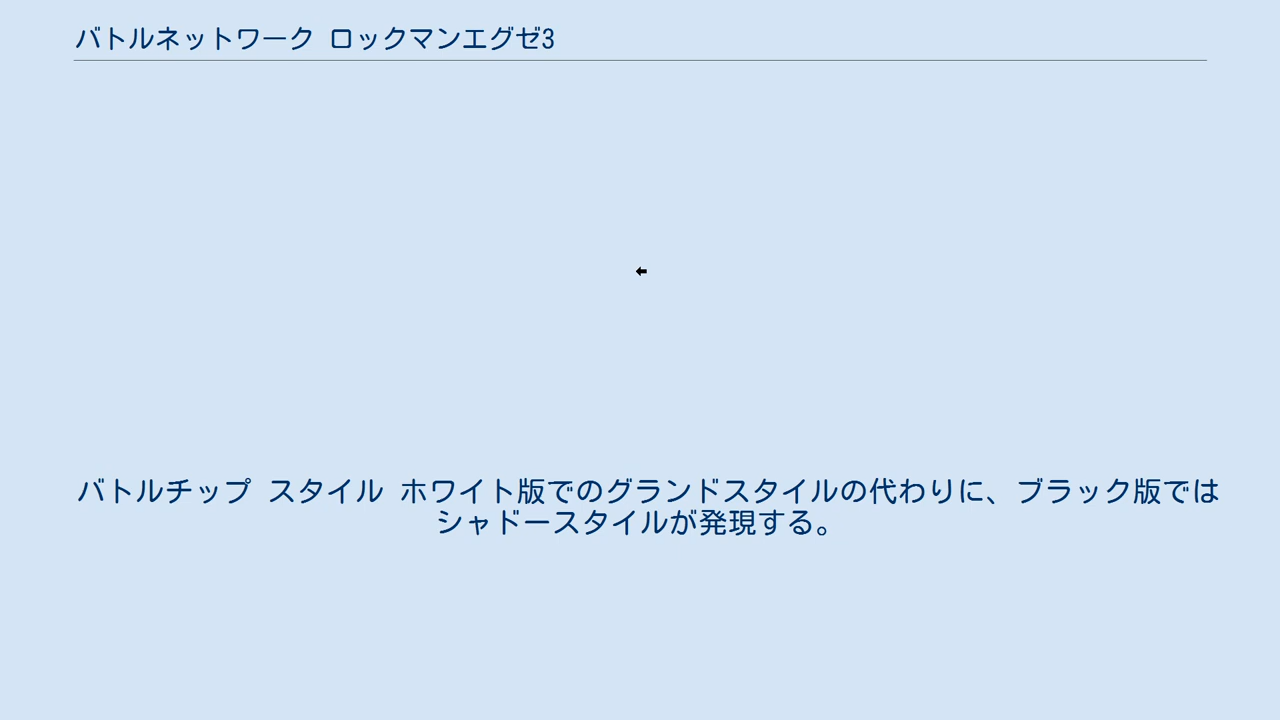 バトルネットワーク ロックマンエグゼ3
バトルチップ スタイル ホワイト版でのグランドスタイルの代わりに、ブラック版では
シャドースタイルが発現する。